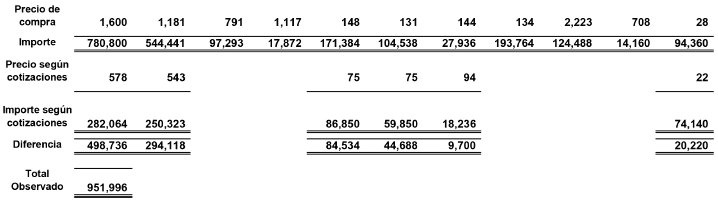 Precio de compra 1,600 1,181 791 1,117 148 131 144 134 2,223 708 28
Importe 780,800 544,441 97,293 17,872 171,384 104,538 27,936 193,764 124,488 14,160 94,360
Precio según cotizaciones 578 543 75 75 94 22
Importe según cotizaciones 282,064 250,323 86,850 59,850 18,236 74,140
Diferencia 498,736 294,118 84,534 44,688 9,700 20,220
Total Observado 951,996